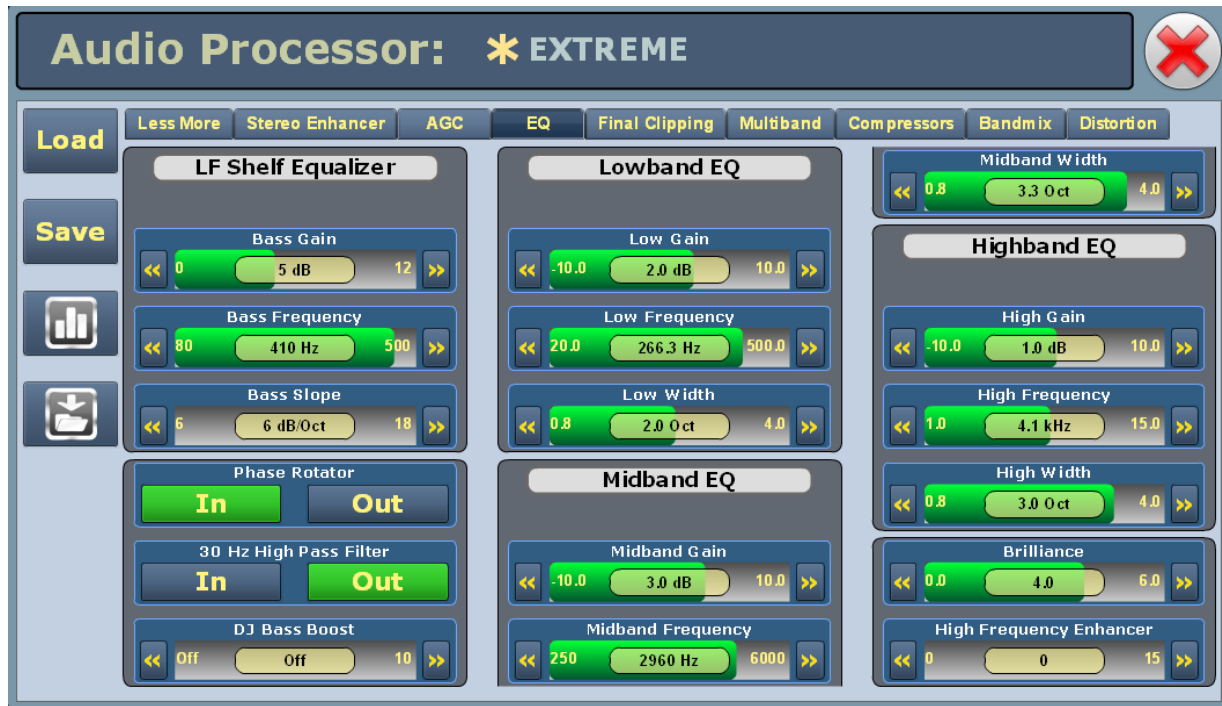 Audio Processor: * EXTREME
Load
Save
Less More Stereo Enhancer AGC EQ Final Clipping Multiband Compressors Bandmix Distortion
LF Shelf Equalizer
Bass Gain
« 0 5 dB 12 »
Bass Frequency
« 80 410 Hz 500 »
Bass Slope
« 6 6 dB/Oct 18 »
Phase Rotator
In Out
30 Hz High Pass Filter
In Out
DJ Bass Boost
« Off Off 10 »
Lowband EQ
Low Gain
« -10.0 2.0 dB 10.0 »
Low Frequency
« 20.0 266.3 Hz 500.0 »
Low Width
« 0.8 2.0 Oct 4.0 »
Midband EQ
Midband Gain
« -10.0 3.0 dB 10.0 »
Midband Frequency
« 250 2960 Hz 6000 »
Midband Width
« 0.8 3.3 Oct 4.0 »
Highband EQ
High Gain
« -10.0 1.0 dB 10.0 »
High Frequency
« 1.0 4.1 kHz 15.0 »
High Width
« 0.8 3.0 Oct 4.0 »
Brilliance
« 0.0 4.0 6.0 »
High Frequency Enhancer
« 0 0 15 »